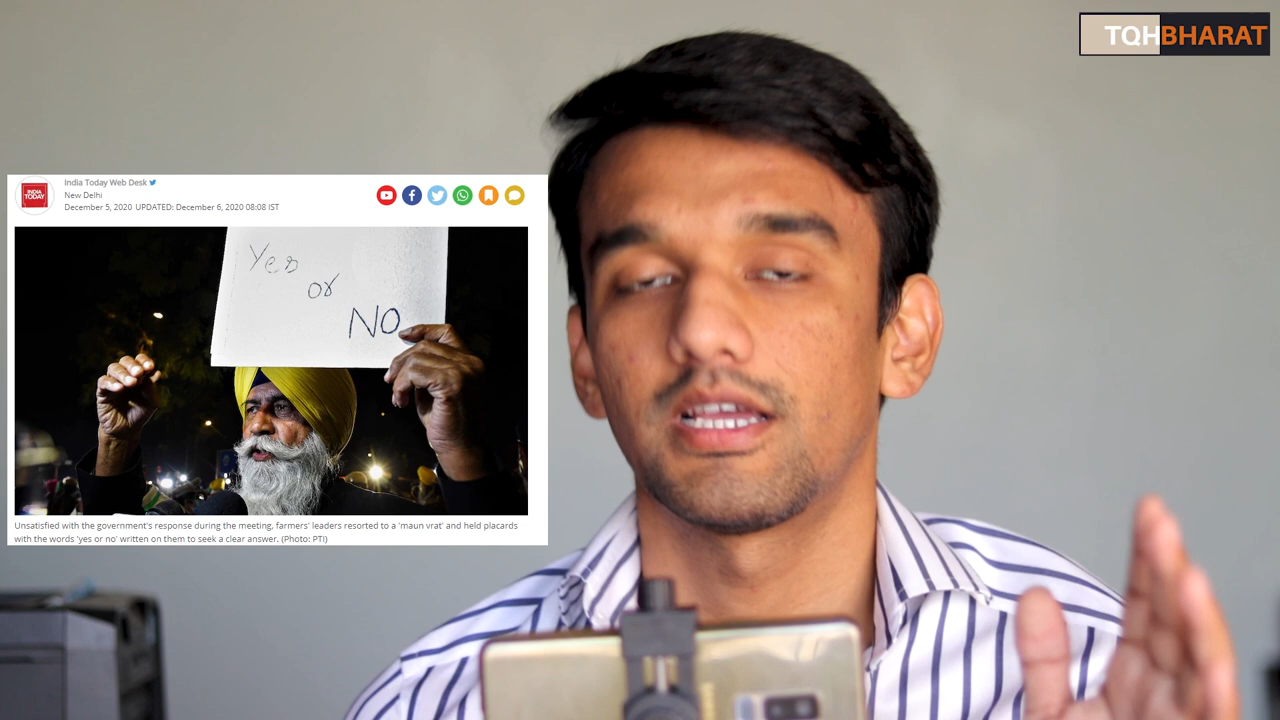 TQHBHARAT
India Today Web Desk
New Delhi
December 5, 2020 UPDATED: December 6, 2020 08:08 IST
INDIA
TODAY
Yes
or
NO
Unsatisfied with the government's response during the meeting, farmers' leaders resorted to a 'maun vrat' and held placards
with the words 'yes or no' written on them to seek a clear answer. (Photo: PTI)